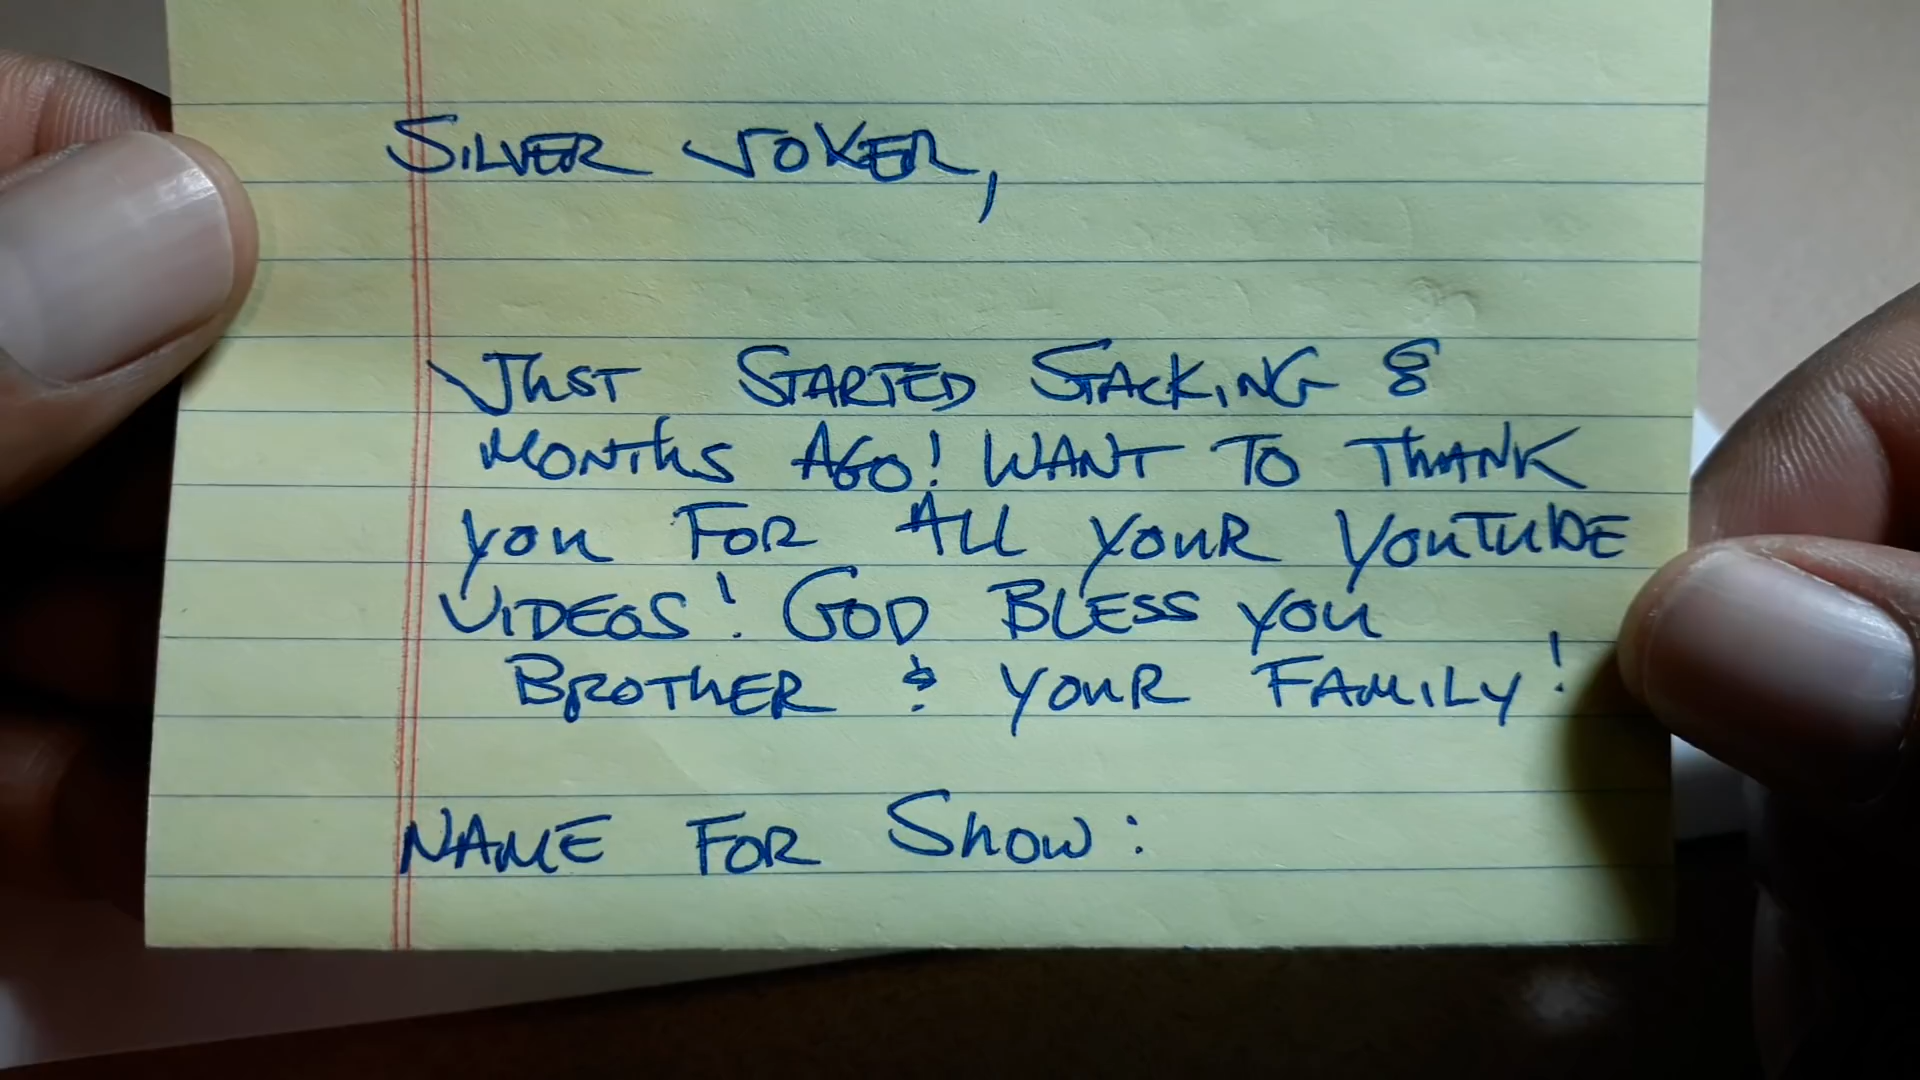 SILVER JOKER,
JUST STARTED STACKING 8
MONTHS AGO! WANT TO THANK
YOU FOR ALL YOUR YOUTUBE
VIDEOS! GOD BLESS YOU
BROTHER & YOUR FAMILY!
NAME FOR SHOW: